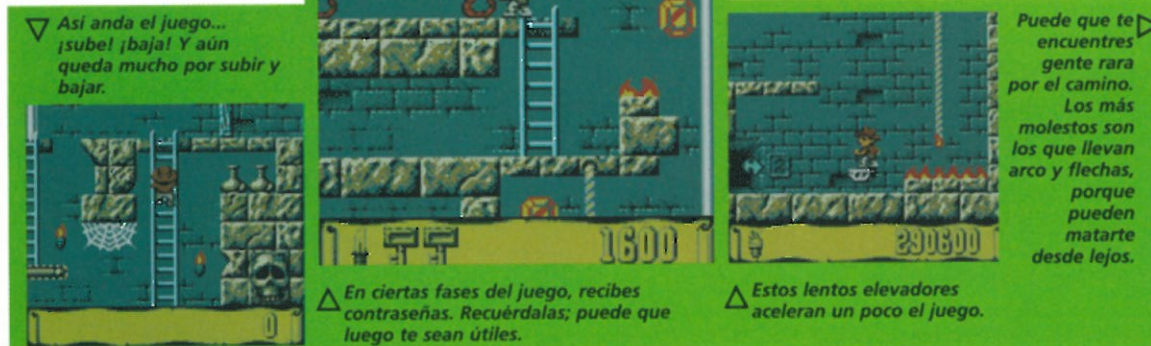 Así anda el juego...
¡sube! ¡baja! Y aún
queda mucho por subir y
bajar.
0
1600
En ciertas fases del juego, recibes
contraseñas. Recuérdalas; puede que
luego te sean útiles.
290600
Estos lentos elevadores
aceleran un poco el juego.
Puede que te
encuentres
gente rara
por el camino.
Los más
molestos son
los que llevan
arco y flechas,
porque
pueden
matarte
desde lejos.